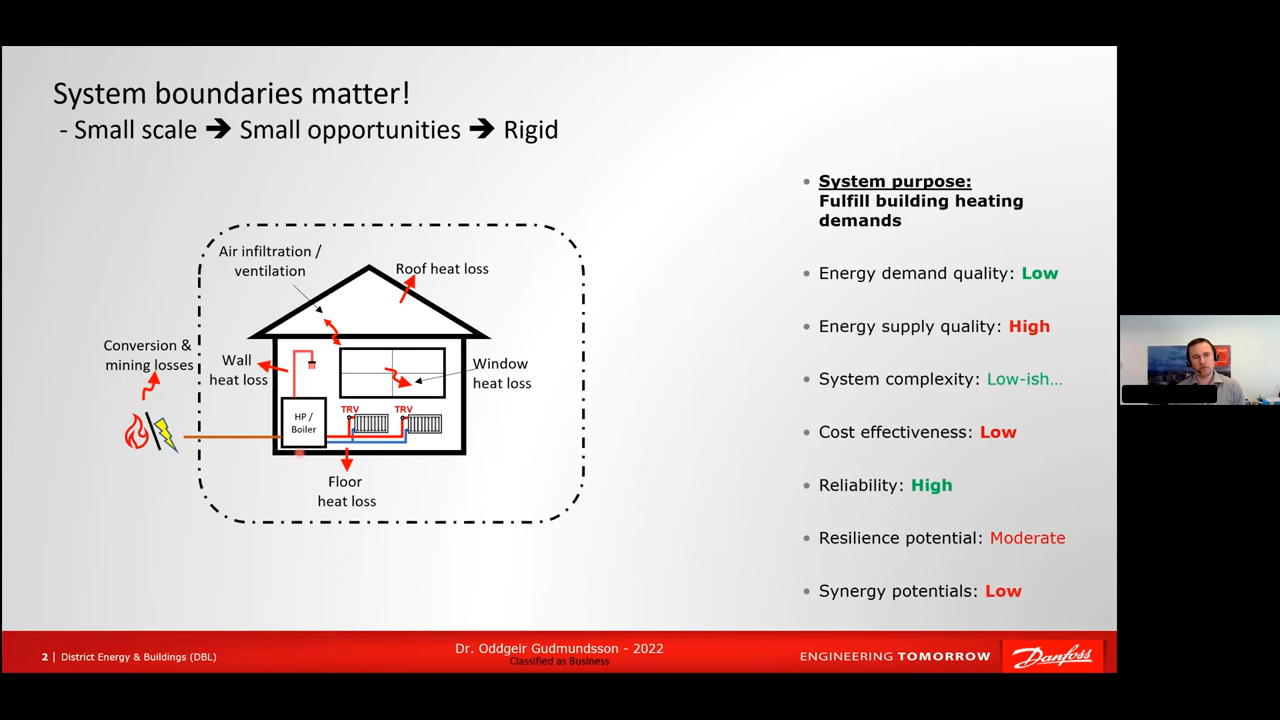 System boundaries matter!
- Small scale ➔ Small opportunities ➔ Rigid
Air infiltration /
ventilation
Roof heat loss
Conversion &
mining losses
Wall
heat loss
Window
heat loss
TRV
TRV
HP /
Boiler
Floor
heat loss
• System purpose:
Fulfill building heating
demands
• Energy demand quality: Low
• Energy supply quality: High
• System complexity: Low-ish...
• Cost effectiveness: Low
• Reliability: High
• Resilience potential: Moderate
• Synergy potentials: Low
2 | District Energy & Buildings (DBL)
Dr. Oddgeir Gudmundsson - 2022
Classified as Business
ENGINEERING TOMORROW
Danfoss